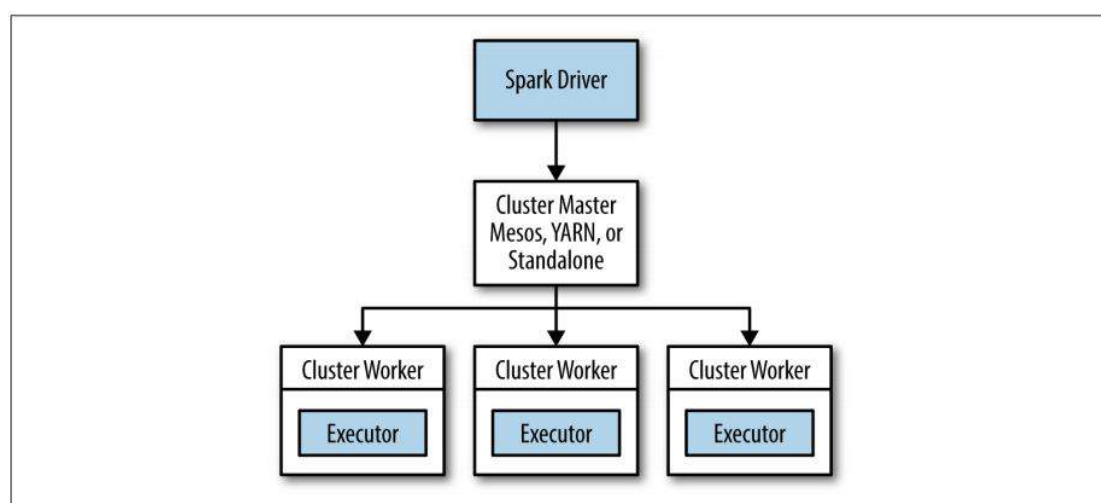 Spark Driver
Cluster Master
Mesos, YARN, or
Standalone
Cluster Worker
Cluster Worker
Cluster Worker
Executor
Executor
Executor